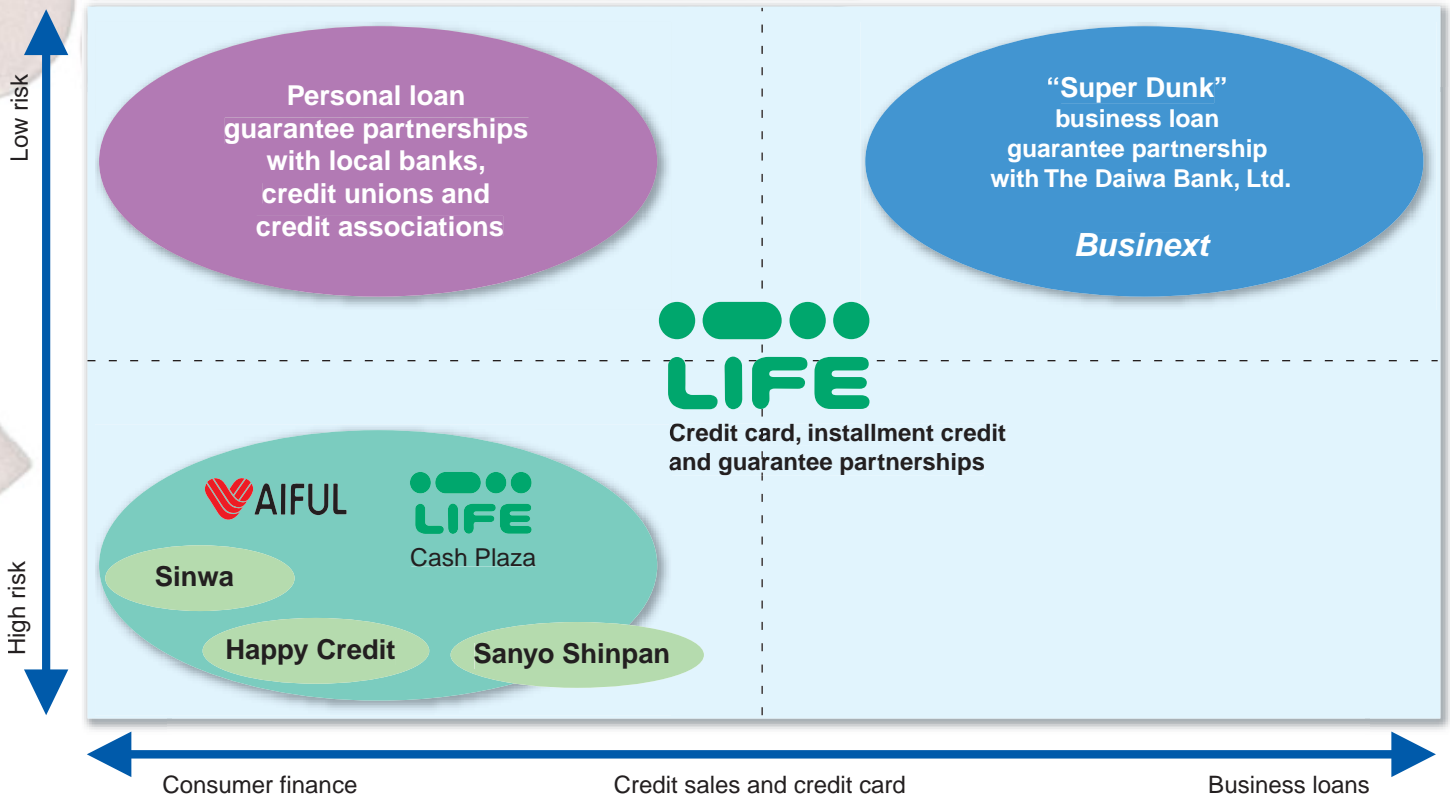 Low risk
High risk
Personal loan
guarantee partnerships
with local banks,
credit unions and
credit associations
“Super Dunk”
business loan
guarantee partnership
with The Daiwa Bank, Ltd.
Businext
LIFE
Credit card, installment credit
and guarantee partnerships
AIFUL
LIFE
Cash Plaza
Sinwa
Happy Credit
Sanyo Shinpan
Consumer finance
Credit sales and credit card
Business loans